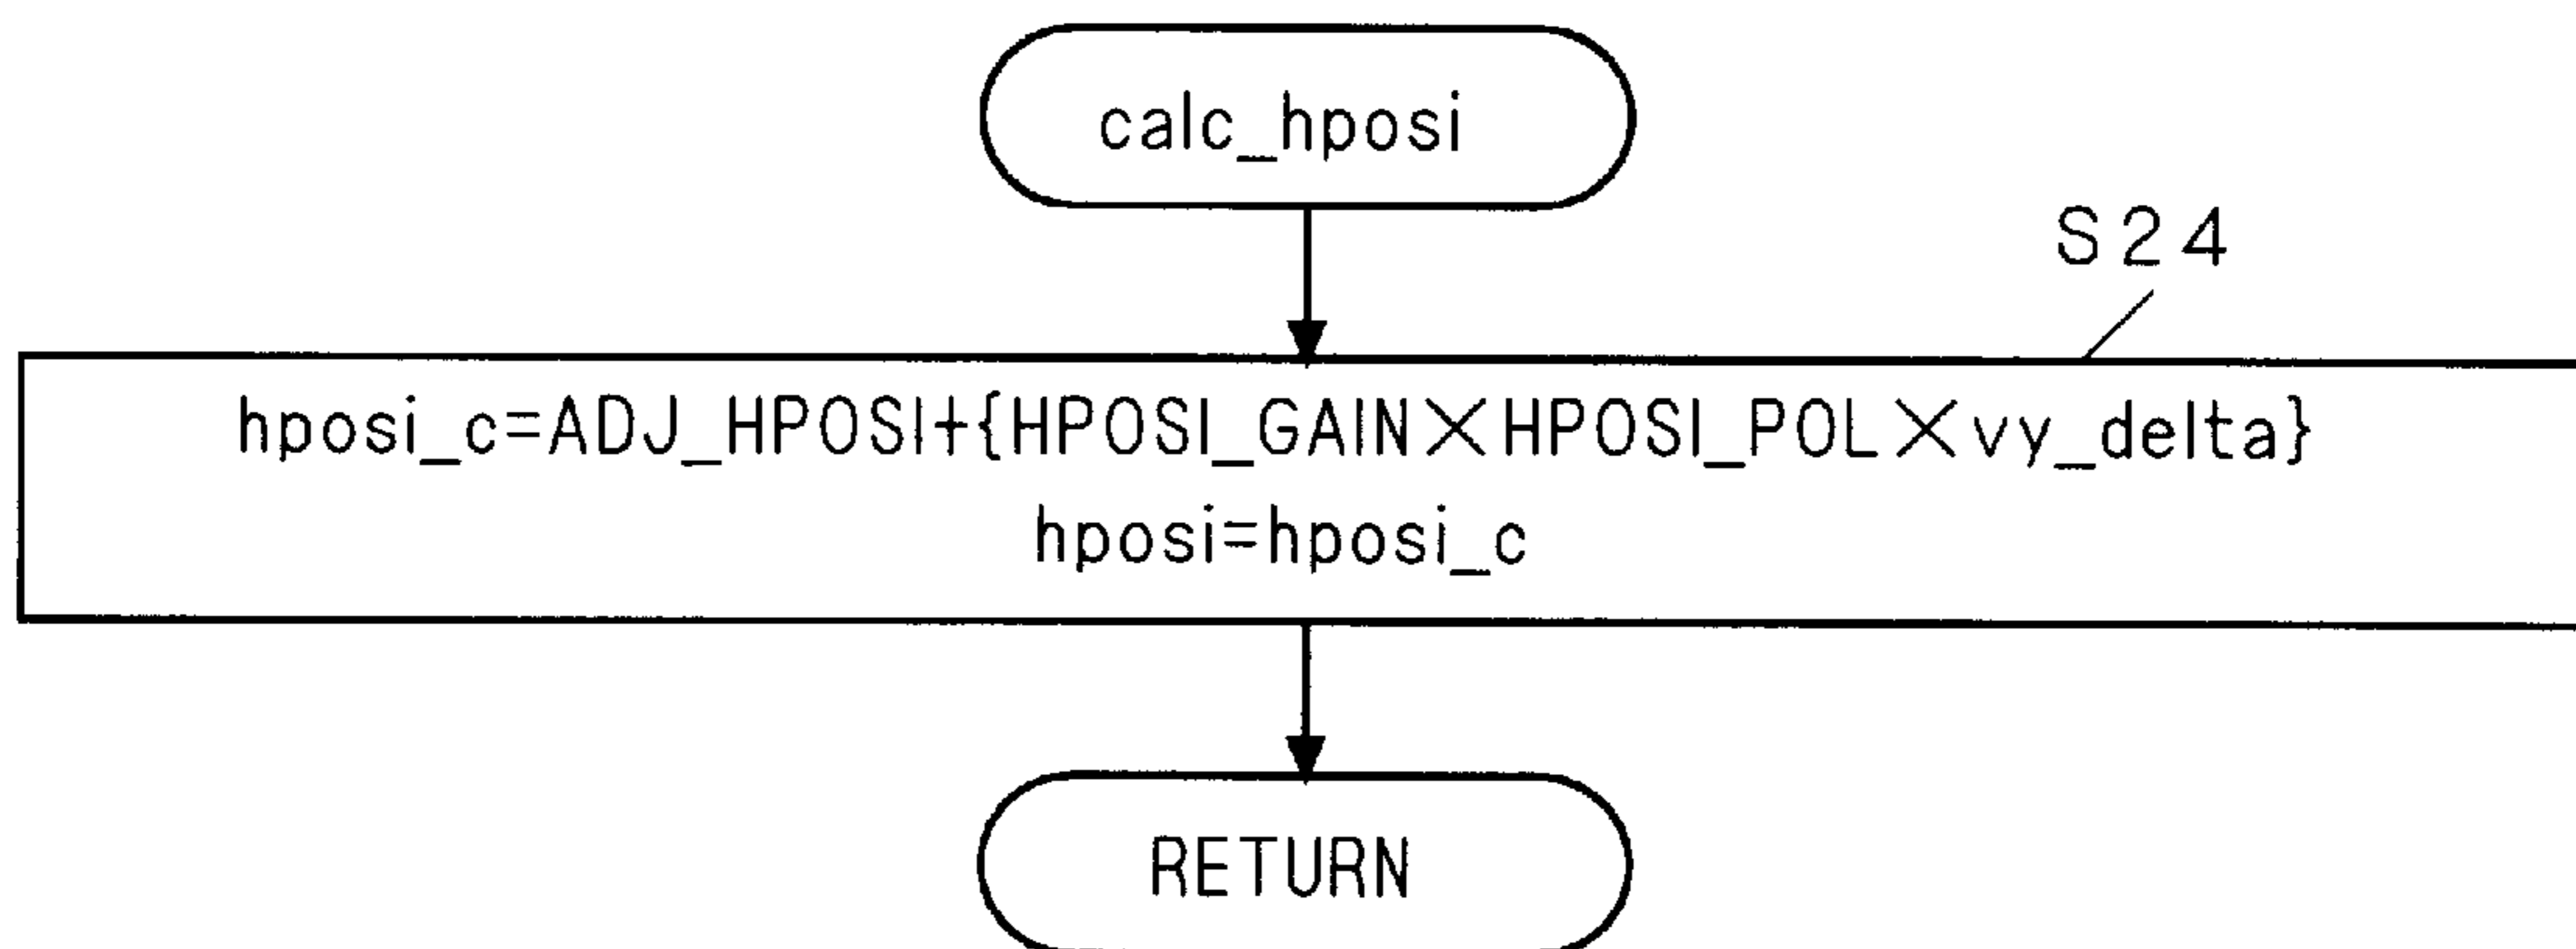 calc_hposi
S24
hposi_c=ADJ_HPOSI+{HPOSI_GAIN×HPOSI_POL×vy_delta}
hposi=hposi_c
RETURN